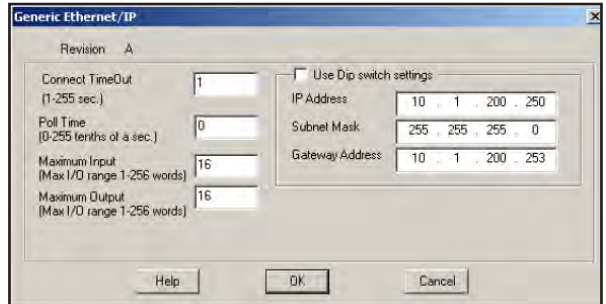 Generic Ethernet/IP
Revision A
Connect TimeOut
(1-255 sec.)
1
Poll Time
(0-255 tenths of a sec.)
0
Maximum Input
(Max I/O range 1-256 words)
16
Maximum Output
(Max I/O range 1-256 words)
16
Use Dip switch settings
IP Address
10 . 1 . 200 . 250
Subnet Mask
255 . 255 . 255 . 0
Gateway Address
10 . 1 . 200 . 253
Help
OK
Cancel